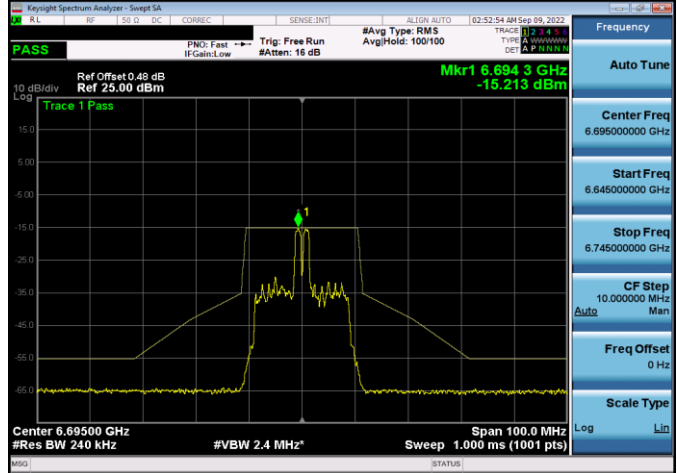 Keysight Spectrum Analyzer - Swept SA
RL RF 50 Ω DC CORREC SENSE:INT ALIGN AUTO 02:52:54 AM Sep 09, 2022
PASS
PNO: Fast
IFGain:Low
Trig: Free Run
#Atten: 16 dB
#Avg Type: RMS
Avg|Hold: 100/100
TRACE 1 2 3 4 5 6
TYPE A WWWWW
DET A P N N N N
Ref Offset 0.48 dB
10 dB/div Ref 25.00 dBm
Log
Mkr1 6.694 3 GHz
-15.213 dBm
Trace 1 Pass
15.0
5.00
-5.00
-15.0
-25.0
-35.0
-45.0
-55.0
-65.0
1
Center 6.69500 GHz
#Res BW 240 kHz
#VBW 2.4 MHz*
Span 100.0 MHz
Sweep 1.000 ms (1001 pts)
MSG STATUS
Frequency
Auto Tune
Center Freq
6.695000000 GHz
Start Freq
6.645000000 GHz
Stop Freq
6.745000000 GHz
CF Step
10.000000 MHz
Auto Man
Freq Offset
0 Hz
Scale Type
Log Lin